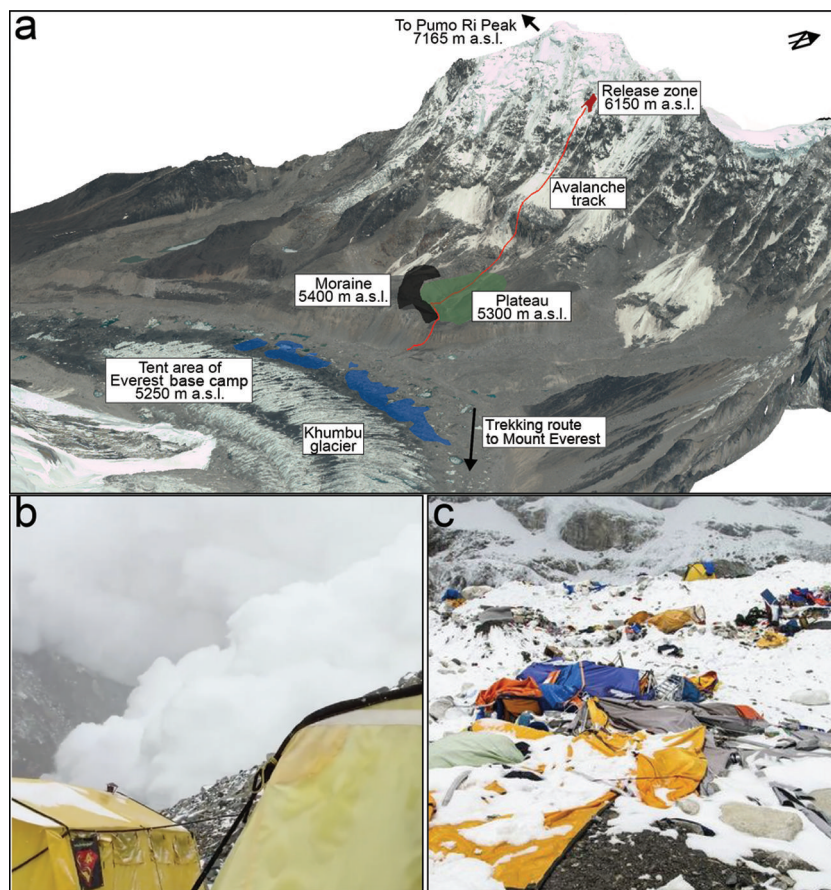 a
To Pumo Ri Peak
7165 m a.s.l.
Release zone
6150 m a.s.l.
Avalanche
track
Moraine
5400 m a.s.l.
Plateau
5300 m a.s.l.
Tent area of
Everest base camp
5250 m a.s.l.
Trekking route
to Mount Everest
Khumbu
glacier
b
c